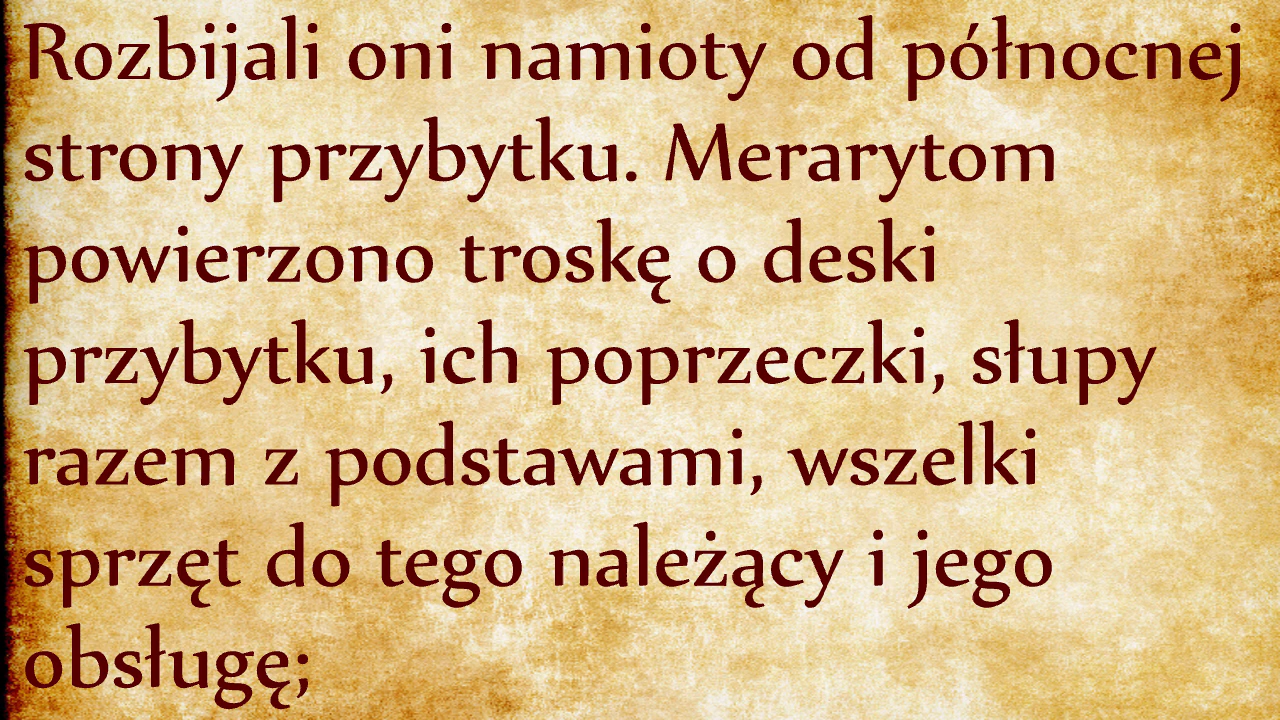 Rozbijali oni namioty od północnej
strony przybytku. Merarytom
powierzono troskę o deski
przybytku, ich poprzeczki, słupy
razem z podstawami, wszelki
sprzęt do tego należący i jego
obsługę;